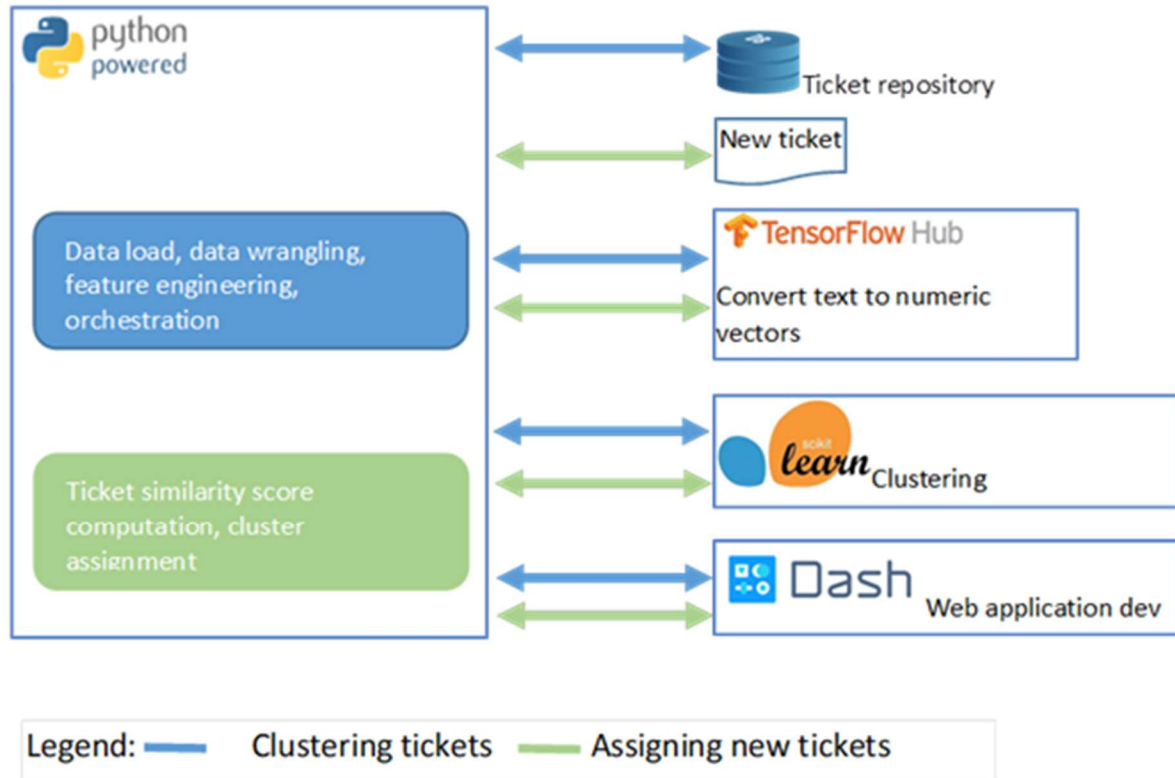 python
powered
Ticket repository
New ticket
Data load, data wrangling,
feature engineering,
orchestration
TensorFlow Hub
Convert text to numeric
vectors
scikit
learn Clustering
Ticket similarity score
computation, cluster
assignment
Dash
Web application dev
Legend: Clustering tickets Assigning new tickets